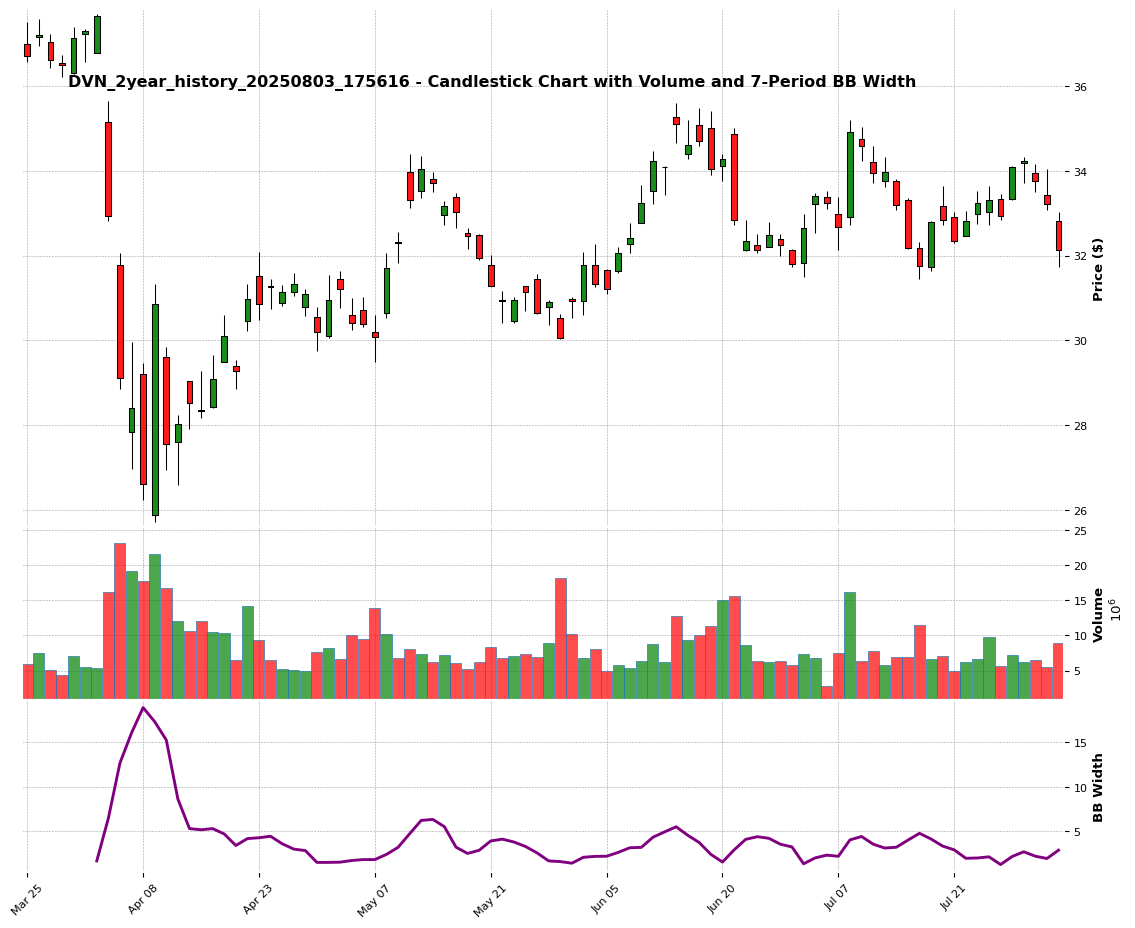 DVN_2year_history_20250803_175616 - Candlestick Chart with Volume and 7-Period BB Width
36
34
32
30
28
26
Price ($)
25
20
15
10
5
Volume
10^6
15
10
5
BB Width
Mar 25
Apr 08
Apr 23
May 07
May 21
Jun 05
Jun 20
Jul 07
Jul 21